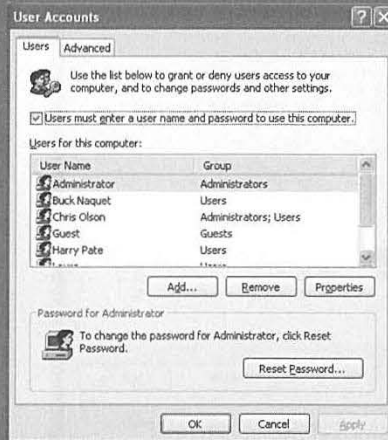 User Accounts
Users
Advanced
Use the list below to grant or deny users access to your
computer, and to change passwords and other settings.
Users must enter a user name and password to use this computer.
Users for this computer:
User Name Group
Administrator Administrators
Buck Naquet Users
Chris Olson Administrators; Users
Guest Guests
Harry Pate Users
Add... Remove Properties
Password for Administrator
To change the password for Administrator, click Reset
Password.
Reset Password...
OK Cancel Apply